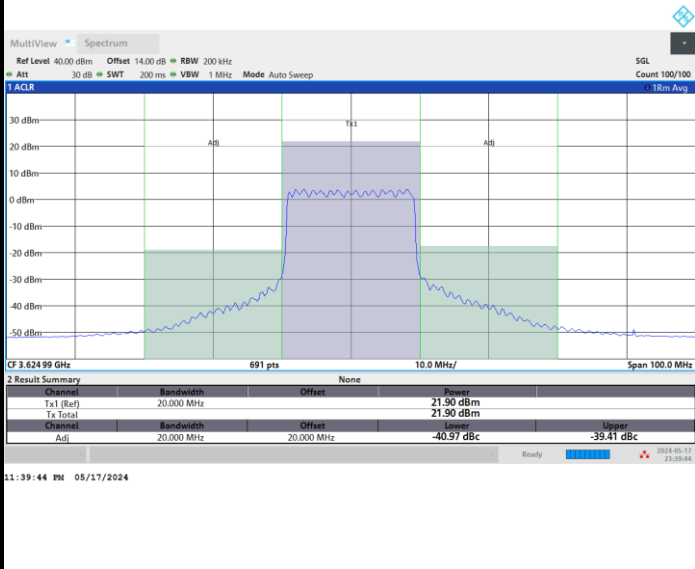 MultiView Spectrum
Ref Level 40.00 dBm Offset 14.00 dB RBW 200 kHz SGL
Att 30 dB SWT 200 ms VBW 1 MHz Mode Auto Sweep Count 100/100
1 ACLR 1Rm Avg
30 dBm
Tx1
20 dBm
Adj Adj
10 dBm
0 dBm
-10 dBm
-20 dBm
-30 dBm
-40 dBm
-50 dBm
CF 3.624 99 GHz 691 pts 10.0 MHz/ Span 100.0 MHz
2 Result Summary None
Channel Bandwidth Offset Power
Tx1 (Ref) 20.000 MHz 21.90 dBm
Tx Total 21.90 dBm
Channel Bandwidth Offset Lower Upper
Adj 20.000 MHz 20.000 MHz -40.97 dBc -39.41 dBc
Ready 2024-05-17
23:39:44
11:39:44 PM 05/17/2024